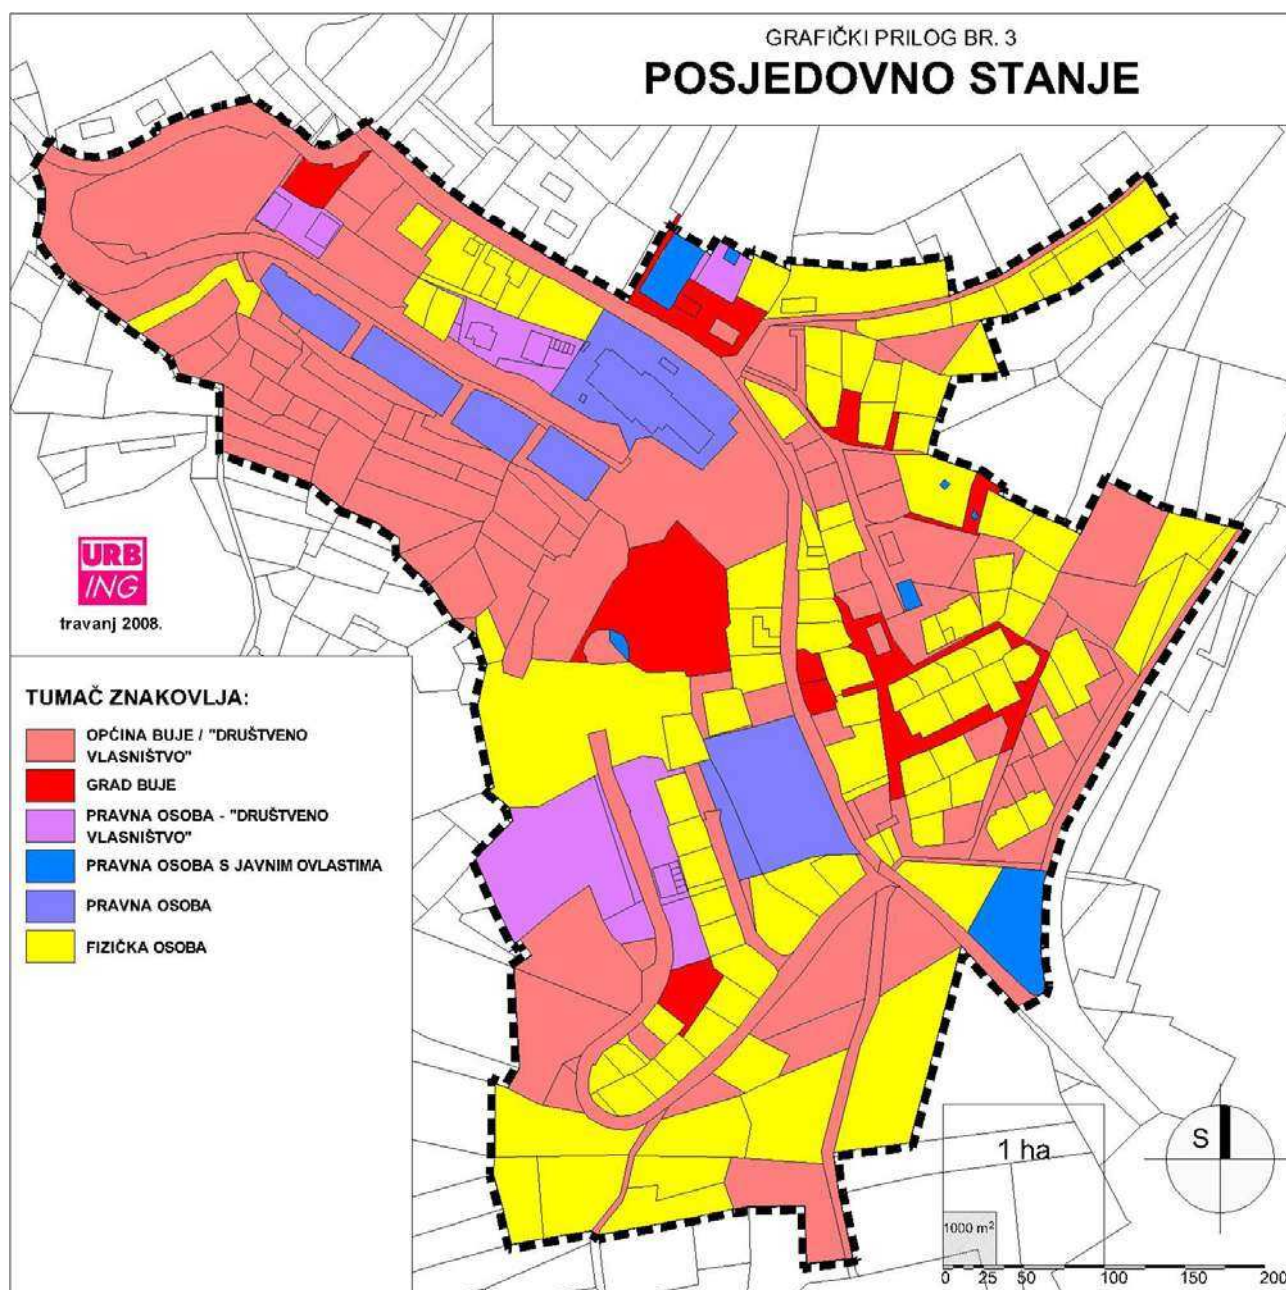 GRAFIČKI PRILOG BR. 3
POSJEDOVNO STANJE
URB
ING
travanj 2008.
TUMAČ ZNAKOVLJA:
OPĆINA BUJE / "DRUŠTVENO
VLASNIŠTVO"
GRAD BUJE
PRAVNA OSOBA - "DRUŠTVENO
VLASNIŠTVO"
PRAVNA OSOBA S JAVNIM OVLASTIMA
PRAVNA OSOBA
FIZIČKA OSOBA
1 ha
S
1000 m²
0 25 50 100 150 200